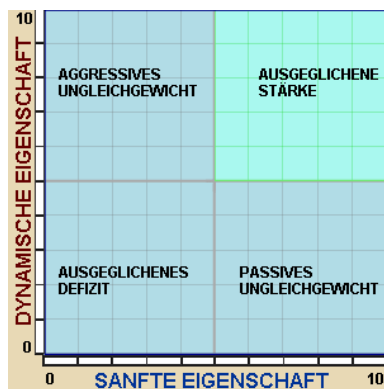 10
AGGRESSIVES
UNGLEICHGEWICHT
AUSGEGLICHENE
STÄRKE
DYNAMISCHE EIGENSCHAFT
AUSGEGLICHENES
DEFIZIT
PASSIVES
UNGLEICHGEWICHT
0
0
10
SANFTE EIGENSCHAFT